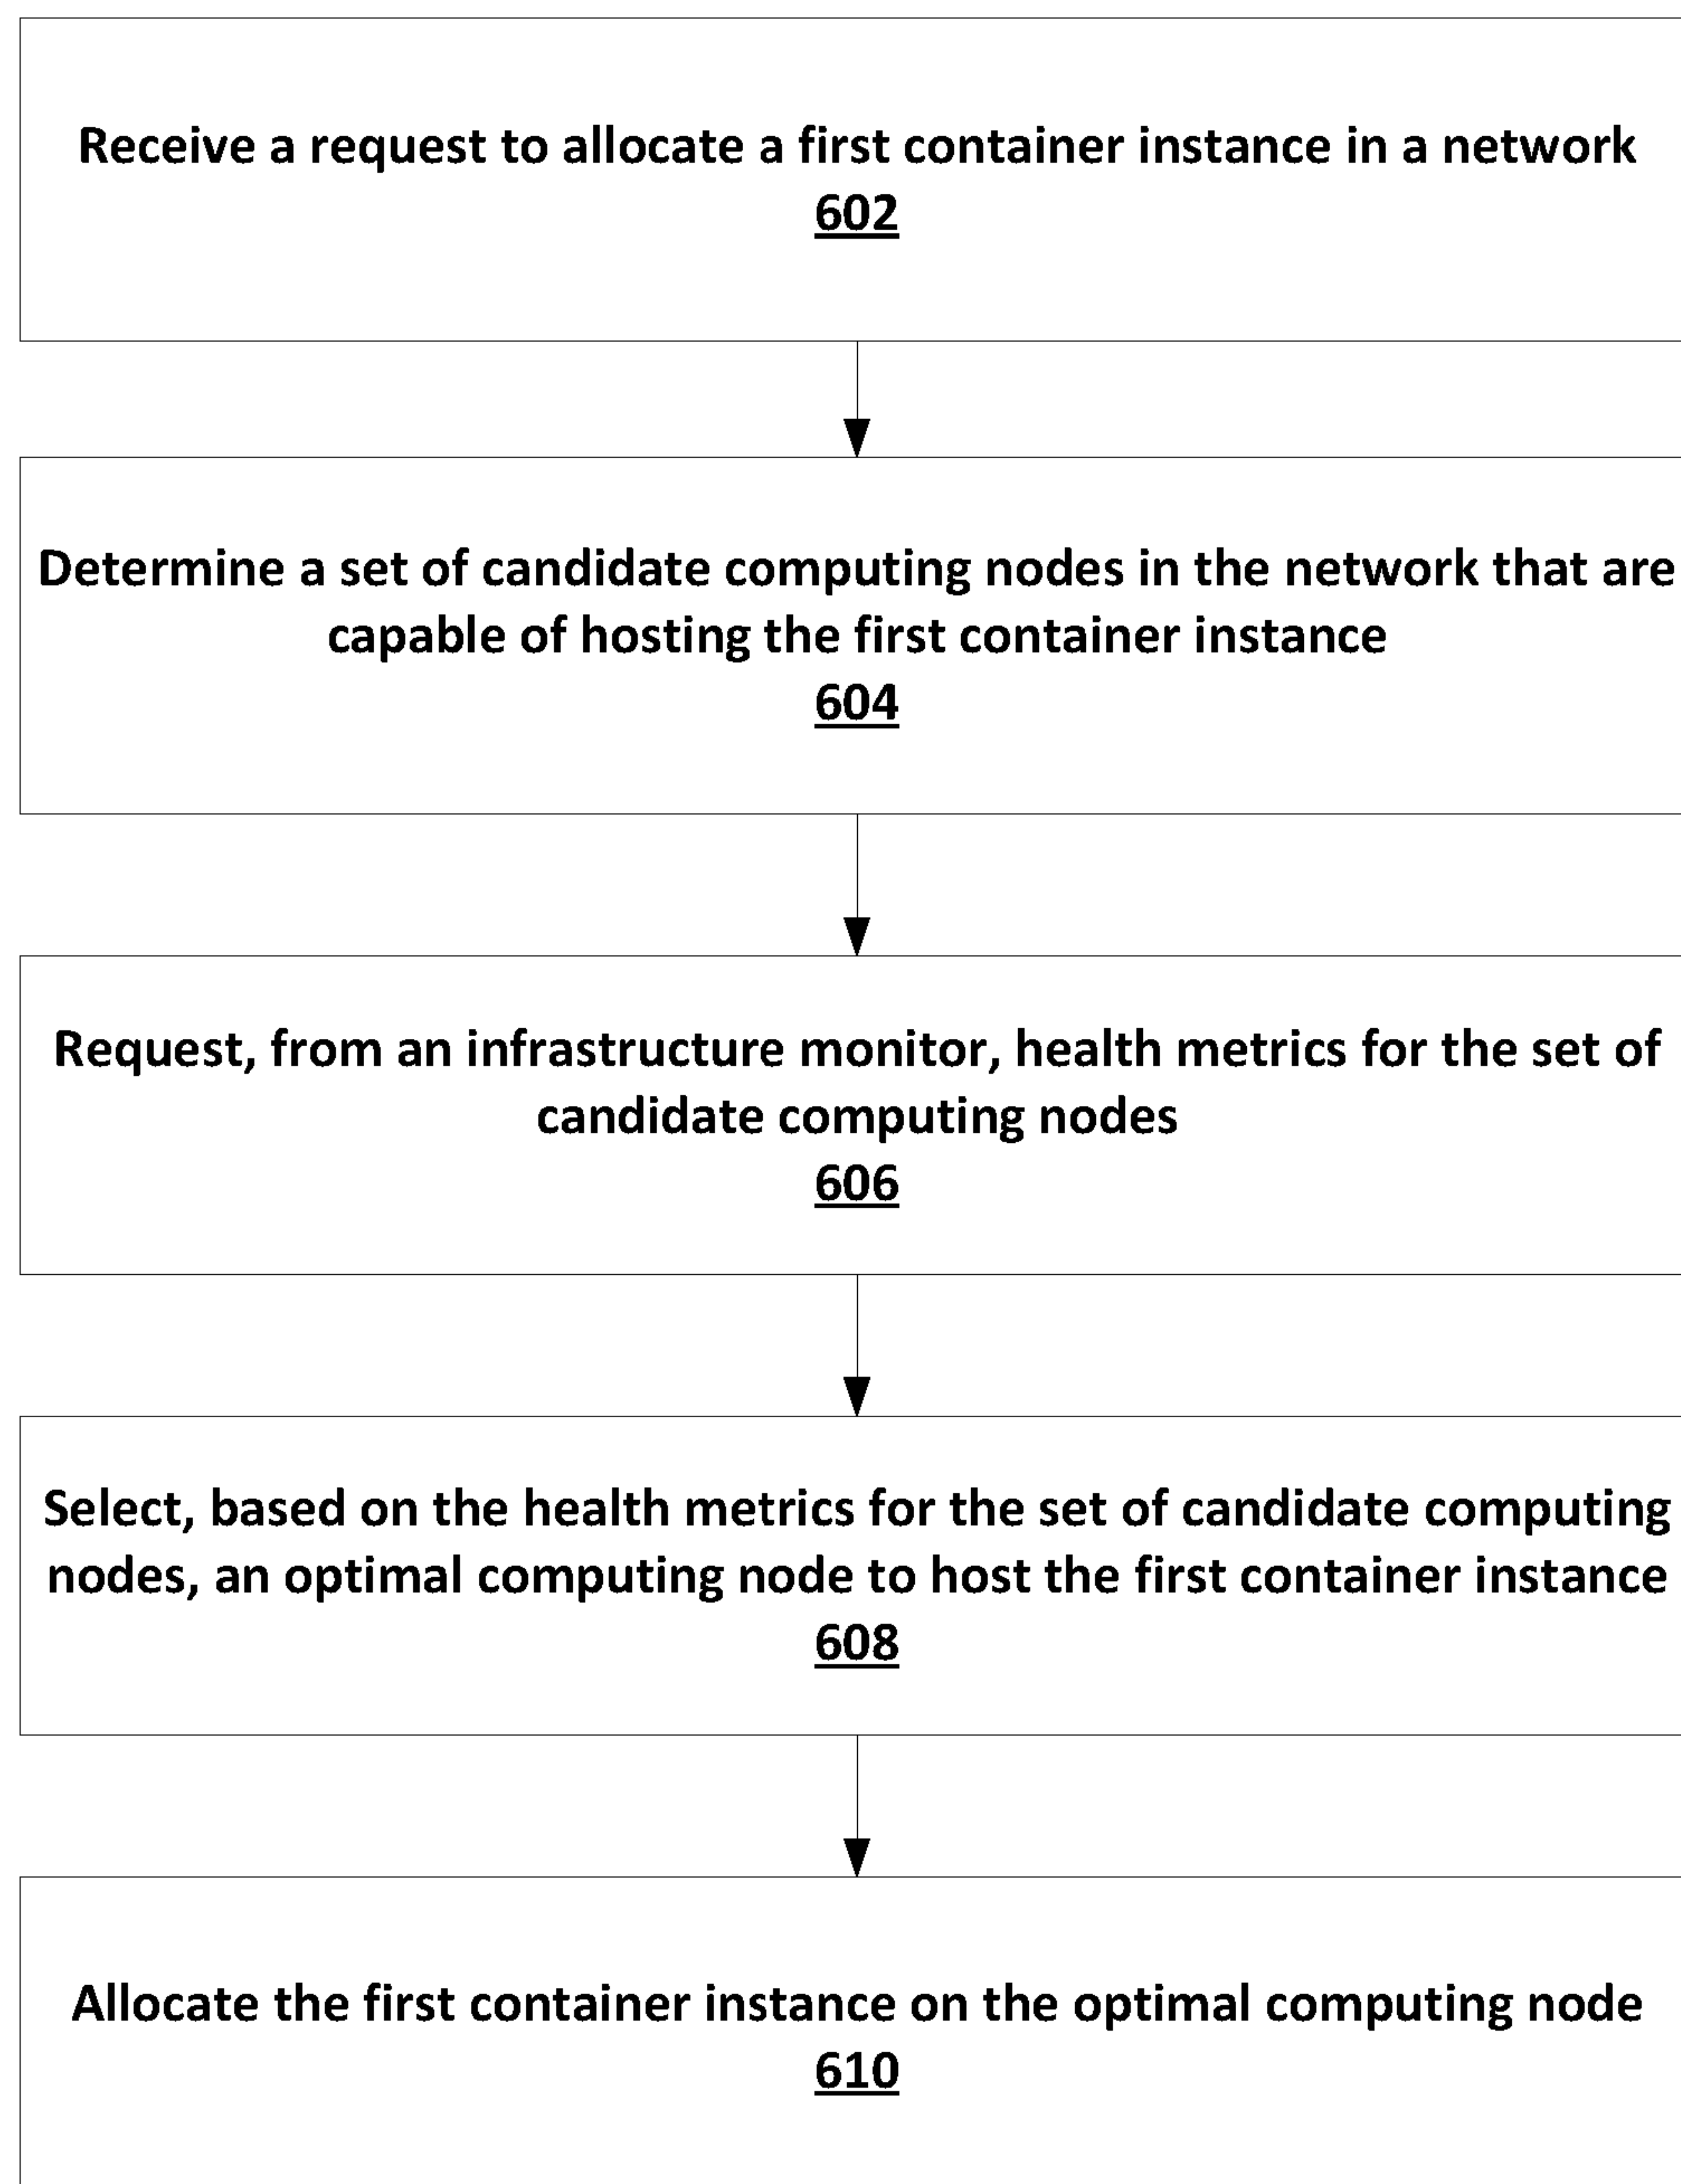 Receive a request to allocate a first container instance in a network
602
Determine a set of candidate computing nodes in the network that are
capable of hosting the first container instance
604
Request, from an infrastructure monitor, health metrics for the set of
candidate computing nodes
606
Select, based on the health metrics for the set of candidate computing
nodes, an optimal computing node to host the first container instance
608
Allocate the first container instance on the optimal computing node
610